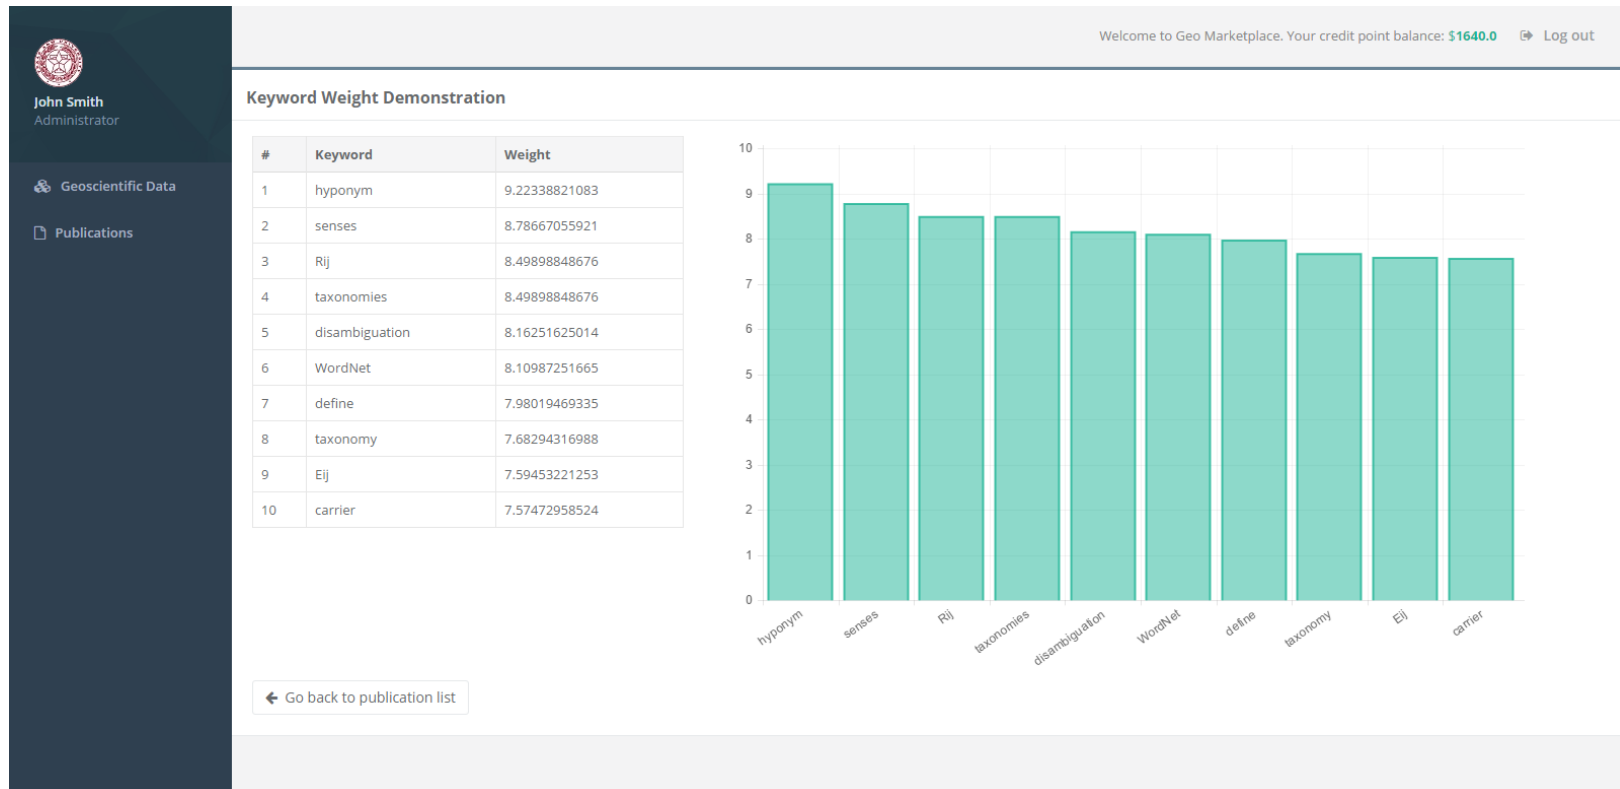 John Smith
Administrator
Geoscientific Data
Publications
Welcome to Geo Marketplace. Your credit point balance: $1640.0 Log out
Keyword Weight Demonstration
# Keyword Weight
1 hyponym 9.22338821083
2 senses 8.78667055921
3 Rij 8.49898848676
4 taxonomies 8.49898848676
5 disambiguation 8.16251625014
6 WordNet 8.10987251665
7 define 7.98019469335
8 taxonomy 7.68294316988
9 Eij 7.59453221253
10 carrier 7.57472958524
10
9
8
7
6
5
4
3
2
1
0
hyponym senses Rij taxonomies disambiguation WordNet define taxonomy Eij carrier
Go back to publication list